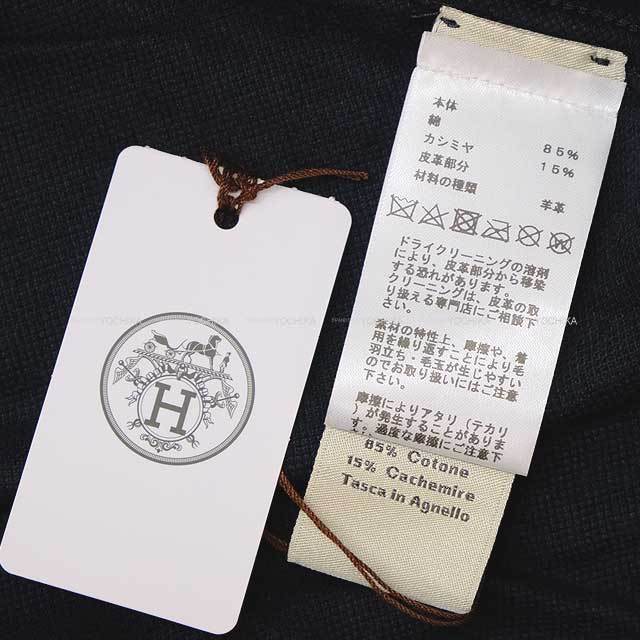 本体
綿 85%
カシミヤ 15%
皮革部分
材料の種類 羊革
ドライクリーニングの溶剤
により、皮革部分から移染
する恐れがあります。
クリーニングは、皮革の取
り扱える専門店にご相談下
さい。
素材の特性上、摩擦や、着
用を繰り返すことにより毛
羽立ち・毛玉が生じやすい
のでお取り扱いにはご注意
下さい。
摩擦によりアタリ(テカリ
)が発生することがありま
す。過度な摩擦にご注意
85% Cotone
15% Cachemire
Tasca in Agnello
H
YOCHIKA